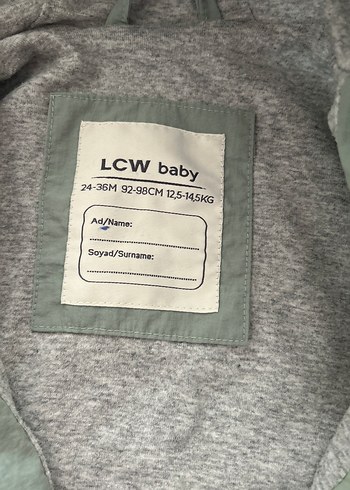 LCW baby
24-36M 92-98CM 12,5-14,5KG
Ad/Name:
Soyad/Surname: